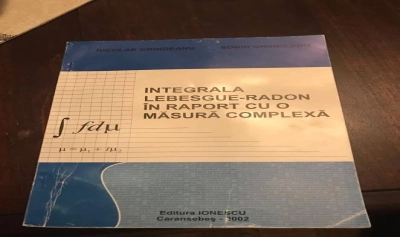 INTEGRALA
LEBESGUE-RADON
ÎN RAPORT CU O
MĂSURĂ COMPLEXĂ
∫ fdμ
μ = μ₁ + iμ₂
Editura IONESCU
Caransebeş - 2002